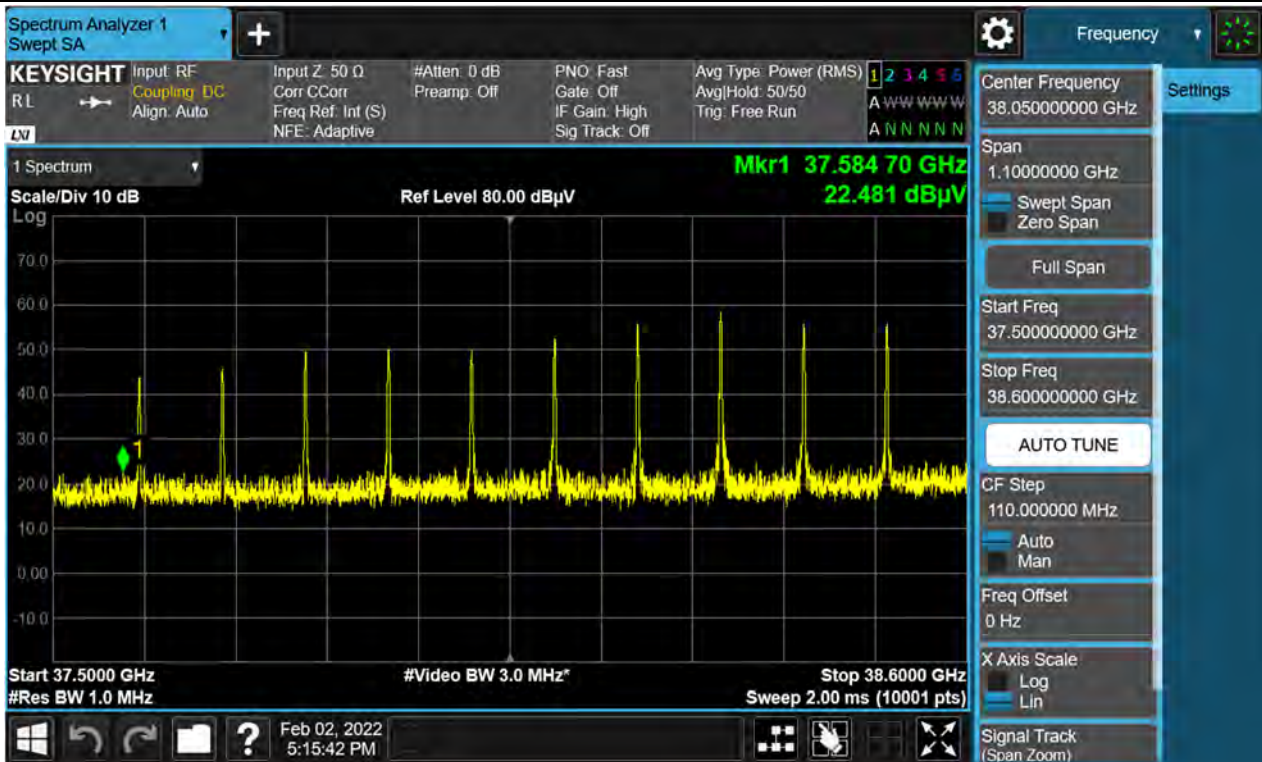 Spectrum Analyzer 1
Swept SA
+
Frequency
KEYSIGHT
RL
LXI
Input: RF
Coupling: DC
Align: Auto
Input Z: 50 Ω
Corr CCorr
Freq Ref: Int (S)
NFE: Adaptive
#Atten: 0 dB
Preamp: Off
PNO: Fast
Gate: Off
IF Gain: High
Sig Track: Off
Avg Type: Power (RMS)
Avg|Hold: 50/50
Trig: Free Run
1 2 3 4 5 6
A W W W W W
A N N N N N
Settings
Center Frequency
38.050000000 GHz
Span
1.10000000 GHz
Swept Span
Zero Span
Full Span
Start Freq
37.500000000 GHz
Stop Freq
38.600000000 GHz
AUTO TUNE
CF Step
110.000000 MHz
Auto
Man
Freq Offset
0 Hz
X Axis Scale
Log
Lin
Signal Track
(Span Zoom)
1 Spectrum
Mkr1 37.584 70 GHz
Scale/Div 10 dB
Ref Level 80.00 dBµV
22.481 dBµV
Log
70.0
60.0
50.0
40.0
30.0
1
20.0
10.0
0.00
-10.0
Start 37.5000 GHz
#Video BW 3.0 MHz*
Stop 38.6000 GHz
#Res BW 1.0 MHz
Sweep 2.00 ms (10001 pts)
?
Feb 02, 2022
5:15:42 PM